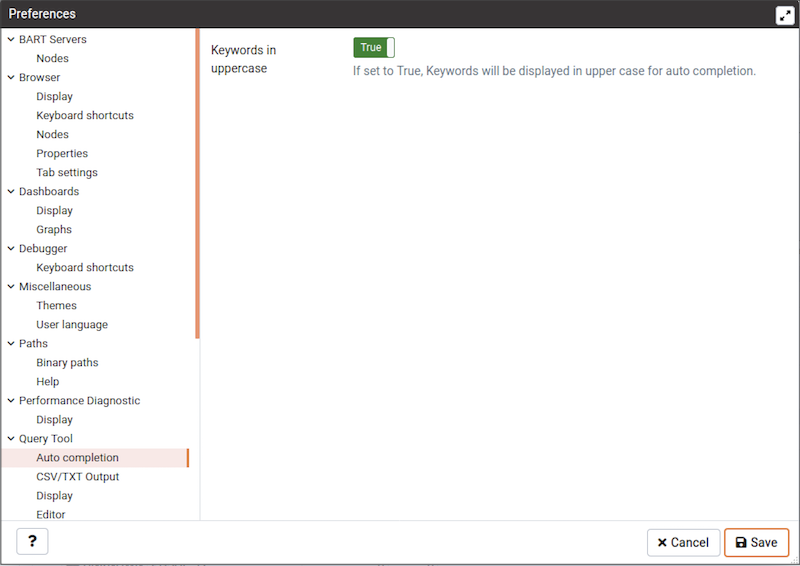 Preferences
BART Servers
Nodes
Browser
Display
Keyboard shortcuts
Nodes
Properties
Tab settings
Dashboards
Display
Graphs
Debugger
Keyboard shortcuts
Miscellaneous
Themes
User language
Paths
Binary paths
Help
Performance Diagnostic
Display
Query Tool
Auto completion
CSV/TXT Output
Display
Editor
Keywords in
uppercase
True
If set to True, Keywords will be displayed in upper case for auto completion.
?
Cancel
Save